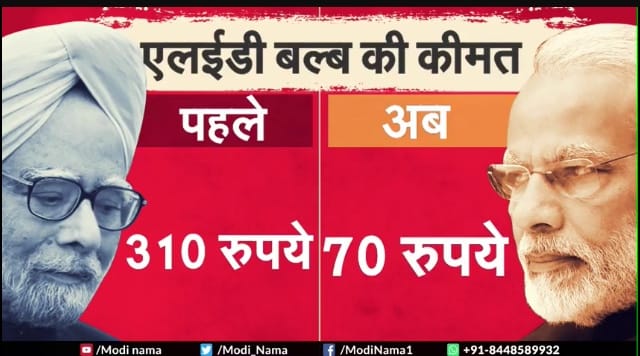 एलईडी बल्ब की कीमत
पहले
अब
310 रुपये
70 रुपये
/Modi nama /Modi_Nama /ModiNama1 +91-8448589932